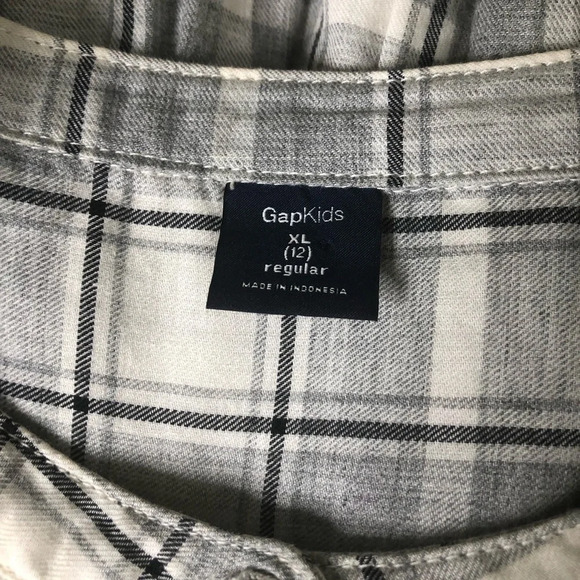 GapKids
XL
(12)
regular
MADE IN INDONESIA